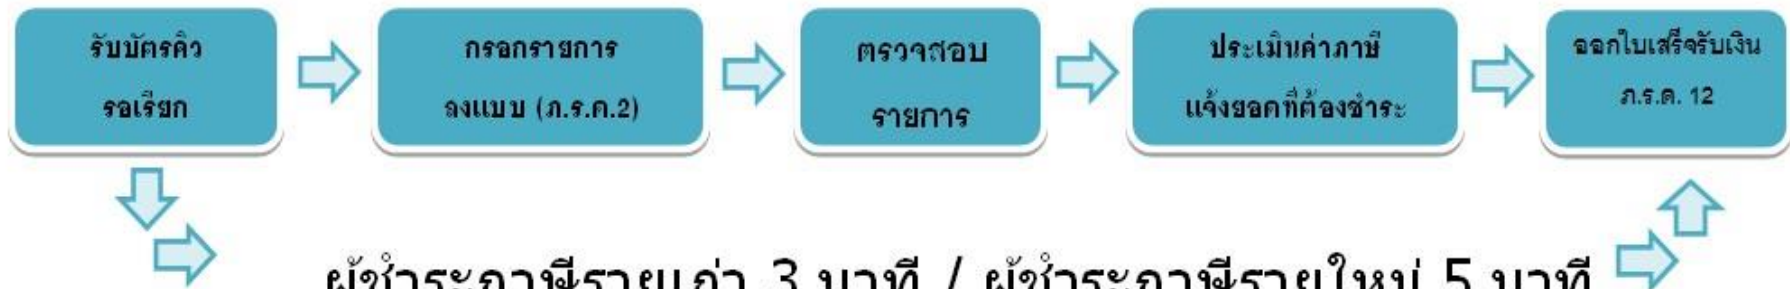 รับบัตรคิว
รอเรียก
กรอกรายการ
ลงแบบ (ภ.ร.ด.2)
ตรวจสอบ
รายการ
ประเมินค่าภาษี
แจ้งยอดที่ต้องชำระ
ออกใบเสร็จรับเงิน
ภ.ร.ด. 12
ผู้ชำระภาษีรายเก่า 3 นาที / ผู้ชำระภาษีรายใหม่ 5 นาที